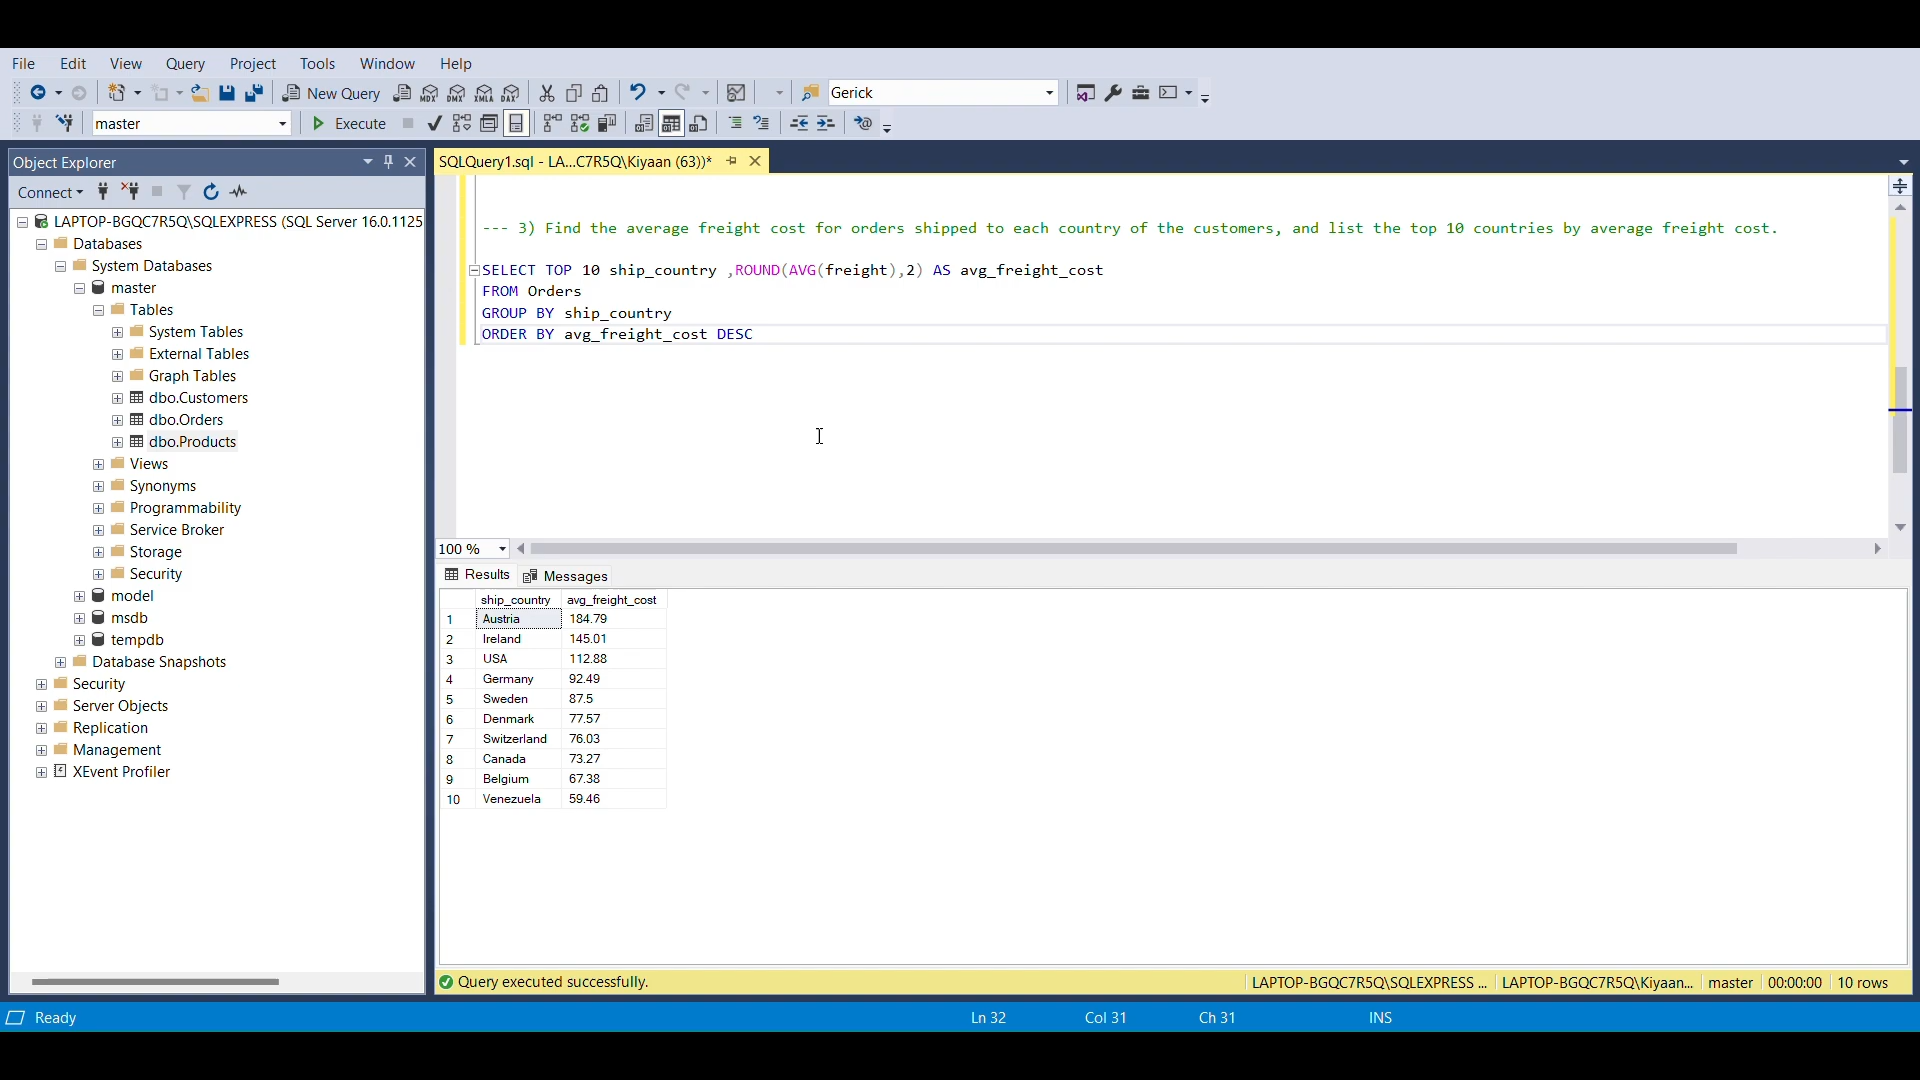 File Edit View Query Project Tools Window Help
New Query MDX DMX XMLA DAX Gerick
master Execute
Object Explorer
SQLQuery1.sql - LA...C7R5Q\Kiyaan (63))*
Connect
LAPTOP-BGQC7R5Q\SQLEXPRESS (SQL Server 16.0.1125
Databases
System Databases
master
Tables
System Tables
External Tables
Graph Tables
dbo.Customers
dbo.Orders
dbo.Products
Views
Synonyms
Programmability
Service Broker
Storage
Security
model
msdb
tempdb
Database Snapshots
Security
Server Objects
Replication
Management
XEvent Profiler
--- 3) Find the average freight cost for orders shipped to each country of the customers, and list the top 10 countries by average freight cost.
SELECT TOP 10 ship_country ,ROUND(AVG(freight),2) AS avg_freight_cost
FROM Orders
GROUP BY ship_country
ORDER BY avg_freight_cost DESC
100 %
Results Messages
ship_country avg_freight_cost
1 Austria 184.79
2 Ireland 145.01
3 USA 112.88
4 Germany 92.49
5 Sweden 87.5
6 Denmark 77.57
7 Switzerland 76.03
8 Canada 73.27
9 Belgium 67.38
10 Venezuela 59.46
Query executed successfully. LAPTOP-BGQC7R5Q\SQLEXPRESS ... LAPTOP-BGQC7R5Q\Kiyaan... master 00:00:00 10 rows
Ready Ln 32 Col 31 Ch 31 INS